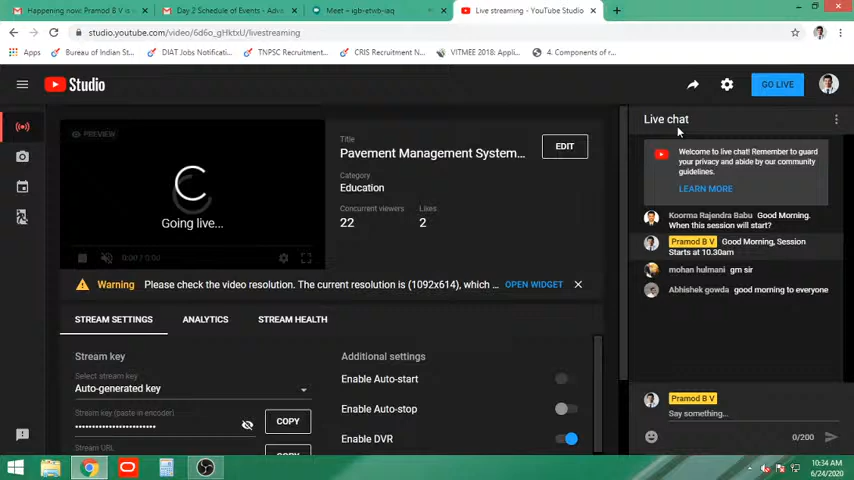 Happening now: Pramod B V is
Day 2 Schedule of Events - Adva
Meet – igb-etwb-iaq
Live streaming - YouTube Studio
studio.youtube.com/video/6d6o_gHktxU/livestreaming
Apps
Bureau of Indian St...
DIAT Jobs Notificati...
TNPSC Recruitment...
CRIS Recruitment N...
VITMEE 2018: Appli...
4. Components of r...
Studio
GO LIVE
PREVIEW
Going live...
0:00 / 0:00
Title
Pavement Management System...
EDIT
Category
Education
Concurrent viewers
Likes
22
2
Warning Please check the video resolution. The current resolution is (1092x614), which ... OPEN WIDGET
STREAM SETTINGS
ANALYTICS
STREAM HEALTH
Stream key
Select stream key
Auto-generated key
Stream key (paste in encoder)
••••••••••••••••••••••••
COPY
Stream URL
COPY
Additional settings
Enable Auto-start
Enable Auto-stop
Enable DVR
Live chat
Welcome to live chat! Remember to guard
your privacy and abide by our community
guidelines.
LEARN MORE
Koorma Rajendra Babu Good Morning.
When this session will start?
Pramod B V Good Morning, Session
Starts at 10.30am
mohan hulmani gm sir
Abhishek gowda good morning to everyone
Pramod B V
Say something...
0/200
10:34 AM
6/24/2020